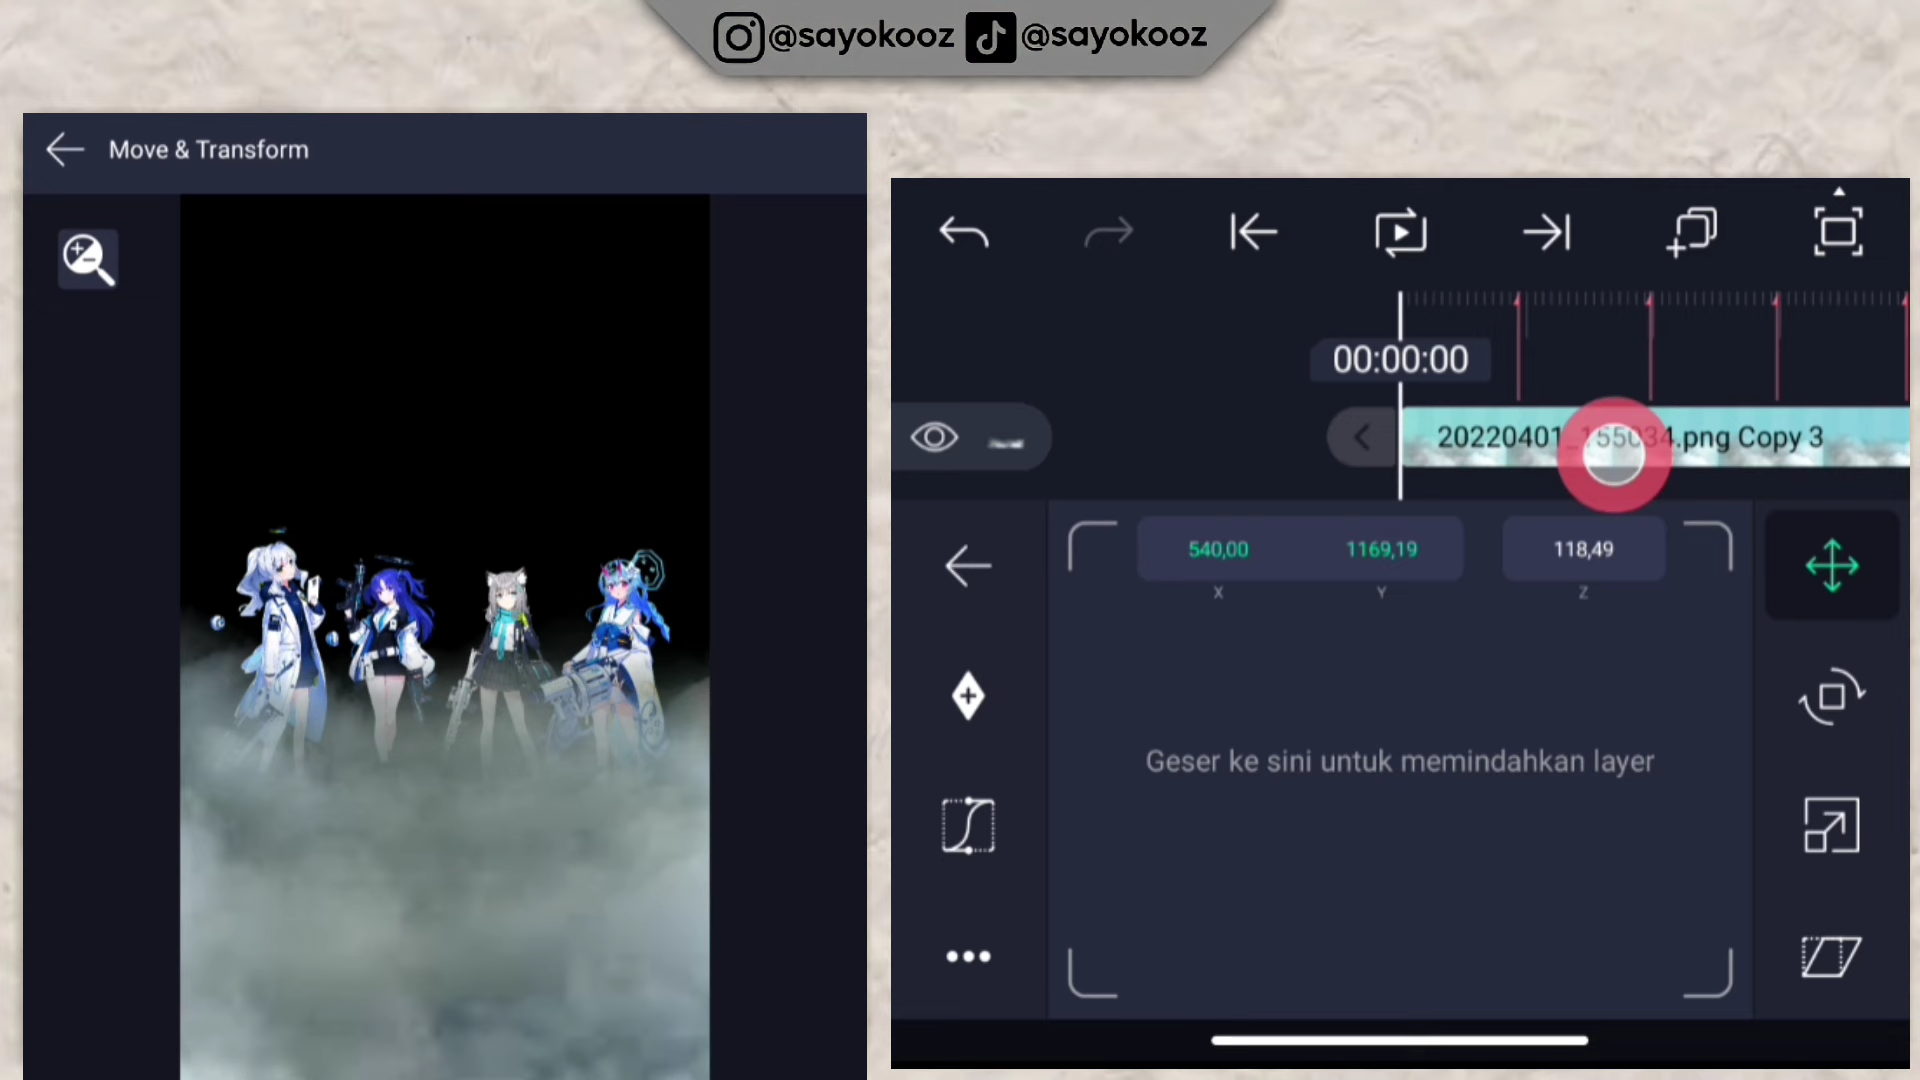 @sayokooz @sayokooz
Move & Transform
00:00:00
20220401_155034.png Copy 3
540,00 1169,19 118,49
X Y Z
Geser ke sini untuk memindahkan layer